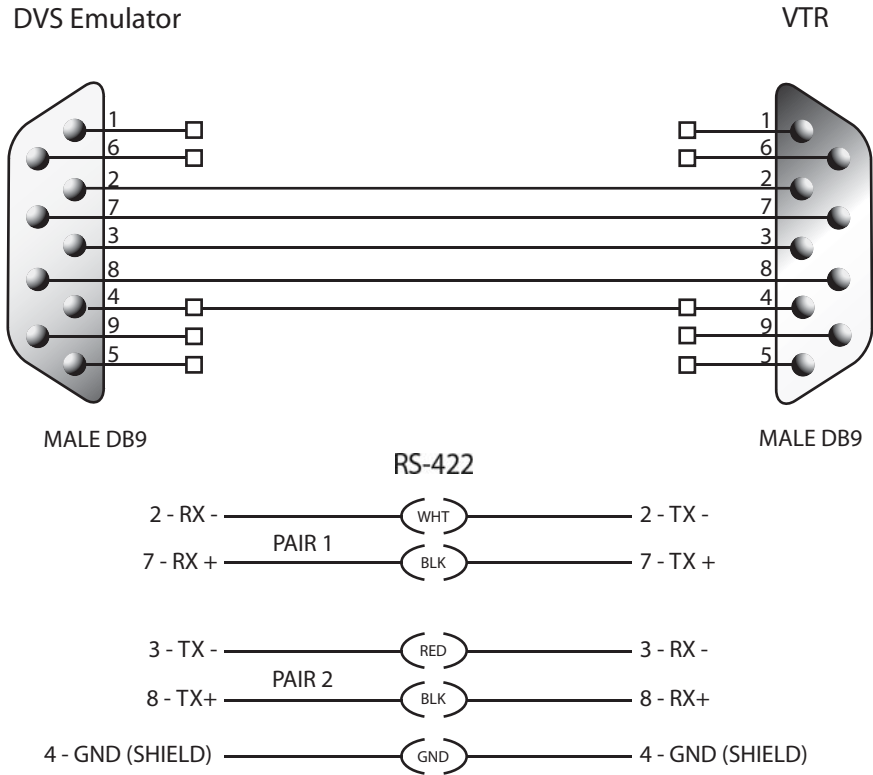 DVS Emulator VTR
1 1
6 6
2 2
7 7
3 3
8 8
4 4
9 9
5 5
MALE DB9 MALE DB9
RS-422
2 - RX - WHT 2 - TX -
PAIR 1
7 - RX + BLK 7 - TX +
3 - TX - RED 3 - RX -
PAIR 2
8 - TX+ BLK 8 - RX+
4 - GND (SHIELD) GND 4 - GND (SHIELD)